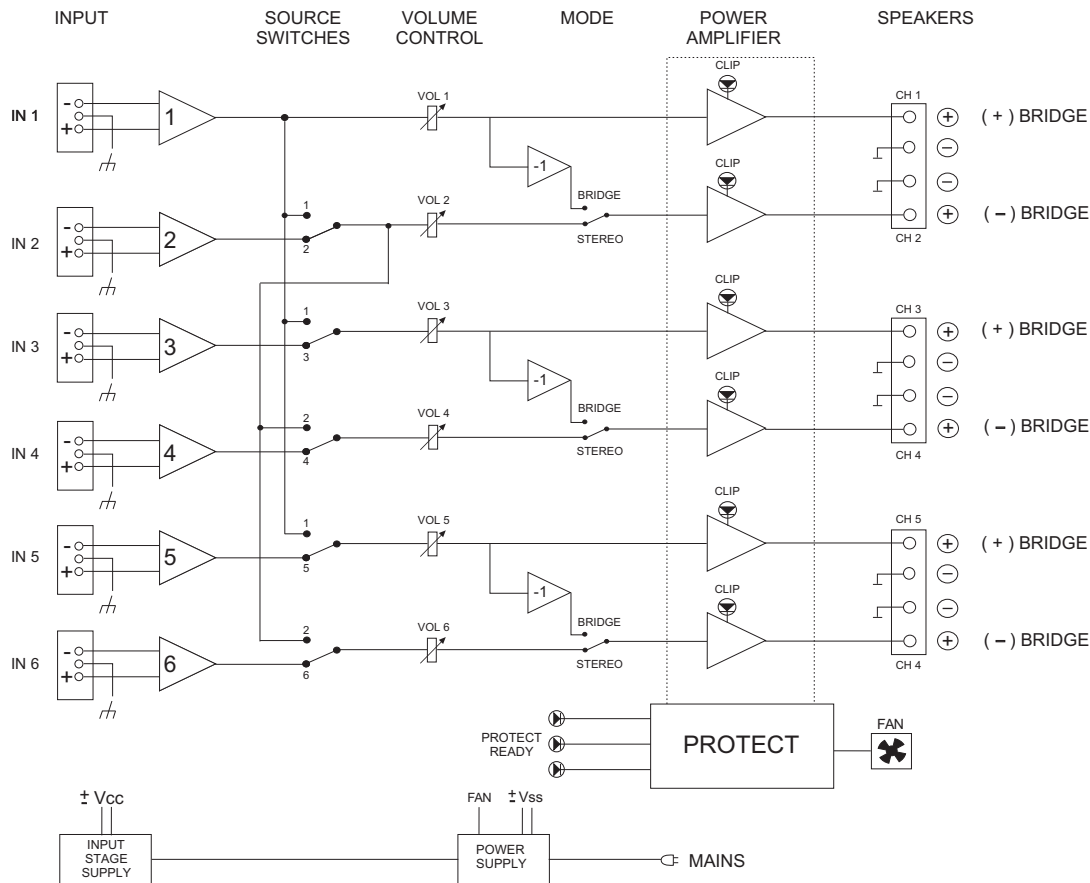 INPUT
SOURCE SWITCHES
VOLUME CONTROL
MODE
POWER AMPLIFIER
SPEAKERS
IN 1
-
+
1
VOL 1
CLIP
CH 1
+
( + ) BRIDGE
-1
−
BRIDGE
CLIP
−
IN 2
-
+
2
1
2
VOL 2
STEREO
+
( − ) BRIDGE
CH 2
IN 3
-
+
3
1
3
VOL 3
CLIP
CH 3
+
( + ) BRIDGE
-1
−
BRIDGE
CLIP
−
IN 4
-
+
4
2
4
VOL 4
STEREO
+
( − ) BRIDGE
CH 4
IN 5
-
+
5
1
5
VOL 5
CLIP
CH 5
+
( + ) BRIDGE
-1
−
BRIDGE
CLIP
−
IN 6
-
+
6
2
6
VOL 6
STEREO
+
( − ) BRIDGE
CH 4
PROTECT
READY
PROTECT
FAN
± Vcc
FAN
± Vss
INPUT
STAGE
SUPPLY
POWER
SUPPLY
MAINS